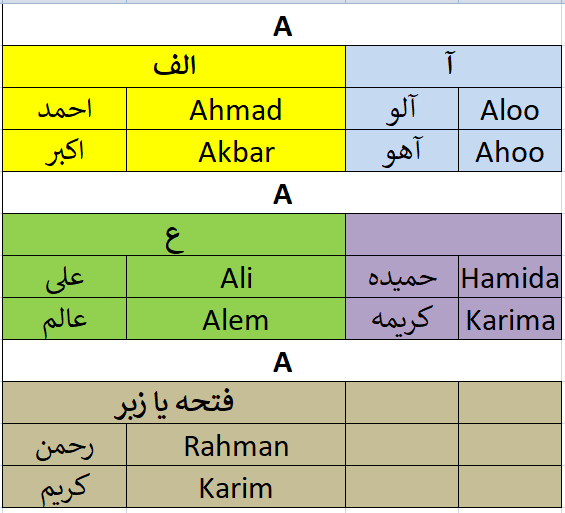 A
الف آ
احمد Ahmad آلو Aloo
اکبر Akbar آهو Ahoo
A
ع
علی Ali حمیده Hamida
عالم Alem کریمه Karima
A
فتحه یا زبر
رحمن Rahman
کریم Karim